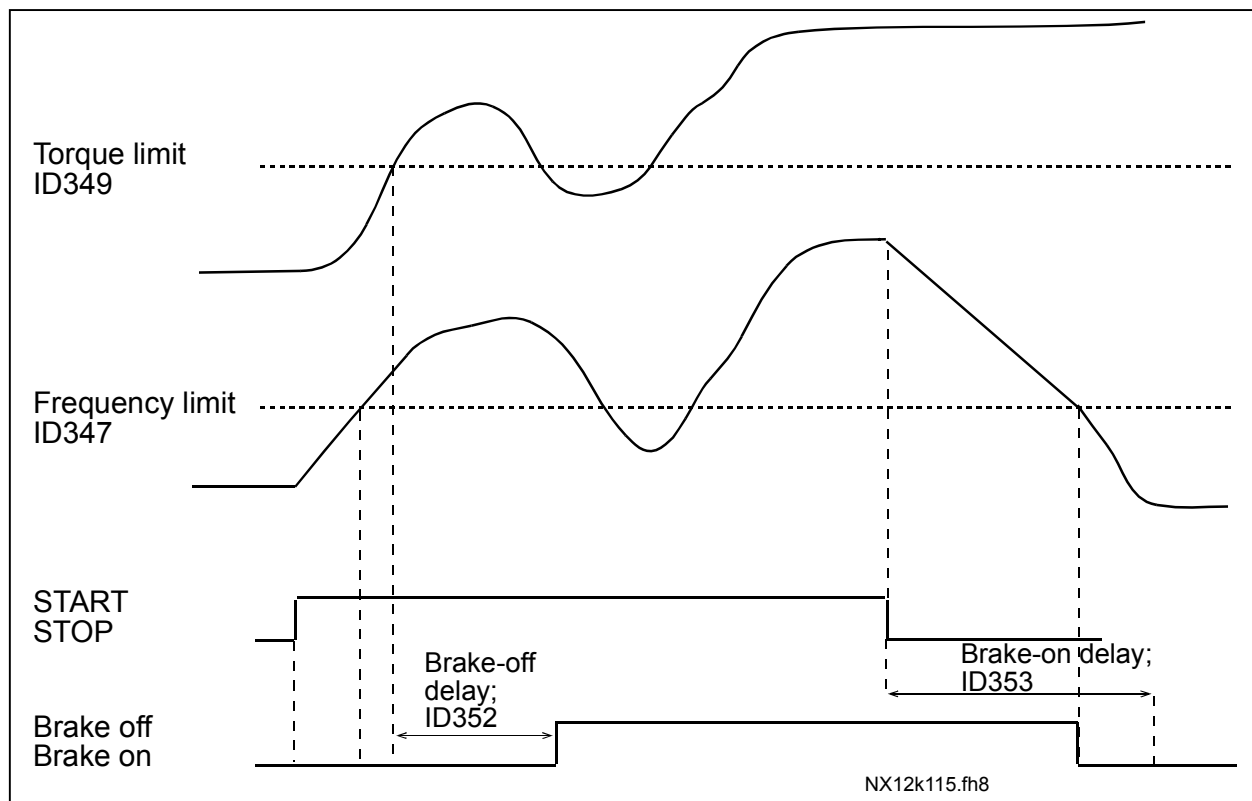 Torque limit
ID349
Frequency limit
ID347
START
STOP
Brake-off
delay;
ID352
Brake-on delay;
ID353
Brake off
Brake on
NX12k115.fh8